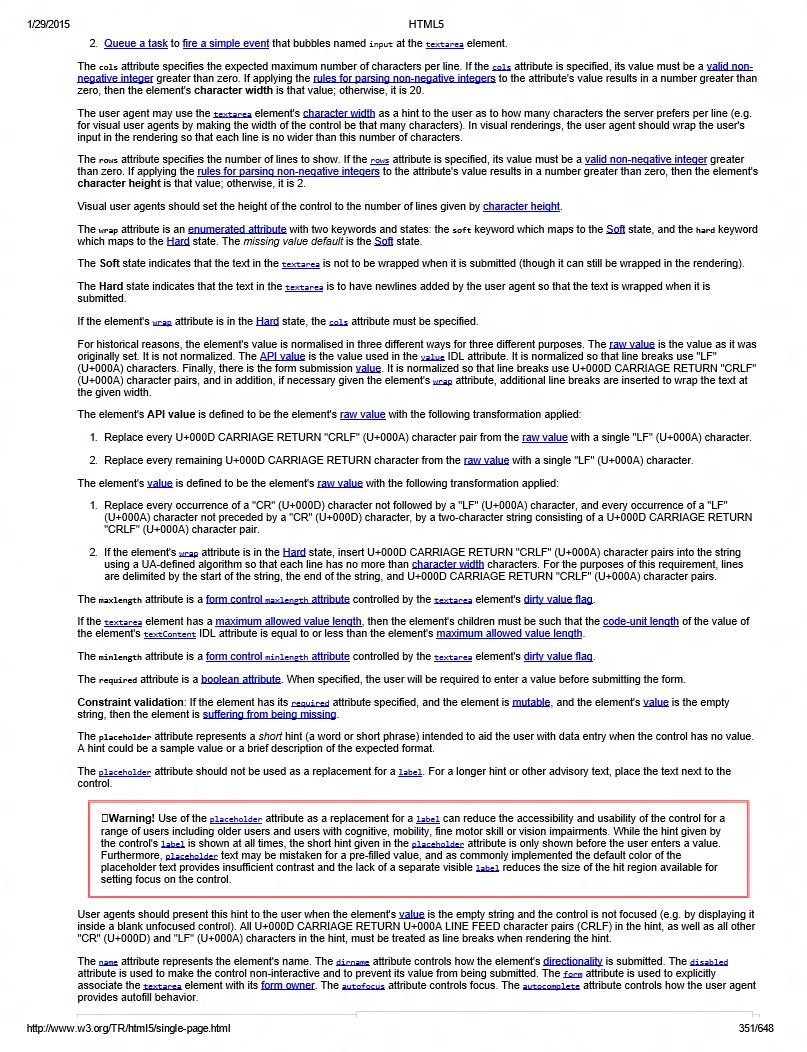 1/29/2015 HTML5
2. Queue a task to fire a simple event that bubbles named input at the textarea element.
The cols attribute specifies the expected maximum number of characters per line. If the cols attribute is specified, its value must be a valid non-
negative integer greater than zero. If applying the rules for parsing non-negative integers to the attribute's value results in a number greater than
zero, then the element's character width is that value; otherwise, it is 20.
The user agent may use the textarea element's character width as a hint to the user as to how many characters the server prefers per line (e.g.
for visual user agents by making the width of the control be that many characters). In visual renderings, the user agent should wrap the user's
input in the rendering so that each line is no wider than this number of characters.
The rows attribute specifies the number of lines to show. If the rows attribute is specified, its value must be a valid non-negative integer greater
than zero. If applying the rules for parsing non-negative integers to the attribute's value results in a number greater than zero, then the element's
character height is that value; otherwise, it is 2.
Visual user agents should set the height of the control to the number of lines given by character height.
The wrap attribute is an enumerated attribute with two keywords and states: the soft keyword which maps to the Soft state, and the hard keyword
which maps to the Hard state. The missing value default is the Soft state.
The Soft state indicates that the text in the textarea is not to be wrapped when it is submitted (though it can still be wrapped in the rendering).
The Hard state indicates that the text in the textarea is to have newlines added by the user agent so that the text is wrapped when it is
submitted.
If the element's wrap attribute is in the Hard state, the cols attribute must be specified.
For historical reasons, the element's value is normalised in three different ways for three different purposes. The raw value is the value as it was
originally set. It is not normalized. The API value is the value used in the value IDL attribute. It is normalized so that line breaks use "LF"
(U+000A) characters. Finally, there is the form submission value. It is normalized so that line breaks use U+000D CARRIAGE RETURN "CRLF"
(U+000A) character pairs, and in addition, if necessary given the element's wrap attribute, additional line breaks are inserted to wrap the text at
the given width.
The element's API value is defined to be the element's raw value with the following transformation applied:
1. Replace every U+000D CARRIAGE RETURN "CRLF" (U+000A) character pair from the raw value with a single "LF" (U+000A) character.
2. Replace every remaining U+000D CARRIAGE RETURN character from the raw value with a single "LF" (U+000A) character.
The element's value is defined to be the element's raw value with the following transformation applied:
1. Replace every occurrence of a "CR" (U+000D) character not followed by a "LF" (U+000A) character, and every occurrence of a "LF"
(U+000A) character not preceded by a "CR" (U+000D) character, by a two-character string consisting of a U+000D CARRIAGE RETURN
"CRLF" (U+000A) character pair.
2. If the element's wrap attribute is in the Hard state, insert U+000D CARRIAGE RETURN "CRLF" (U+000A) character pairs into the string
using a UA-defined algorithm so that each line has no more than character width characters. For the purposes of this requirement, lines
are delimited by the start of the string, the end of the string, and U+000D CARRIAGE RETURN "CRLF" (U+000A) character pairs.
The maxlength attribute is a form control maxlength attribute controlled by the textarea element's dirty value flag.
If the textarea element has a maximum allowed value length, then the element's children must be such that the code-unit length of the value of
the element's textContent IDL attribute is equal to or less than the element's maximum allowed value length.
The minlength attribute is a form control minlength attribute controlled by the textarea element's dirty value flag.
The required attribute is a boolean attribute. When specified, the user will be required to enter a value before submitting the form.
Constraint validation: If the element has its required attribute specified, and the element is mutable, and the element's value is the empty
string, then the element is suffering from being missing.
The placeholder attribute represents a short hint (a word or short phrase) intended to aid the user with data entry when the control has no value.
A hint could be a sample value or a brief description of the expected format.
The placeholder attribute should not be used as a replacement for a label. For a longer hint or other advisory text, place the text next to the
control.
Warning! Use of the placeholder attribute as a replacement for a label can reduce the accessibility and usability of the control for a
range of users including older users and users with cognitive, mobility, fine motor skill or vision impairments. While the hint given by
the control's label is shown at all times, the short hint given in the placeholder attribute is only shown before the user enters a value.
Furthermore, placeholder text may be mistaken for a pre-filled value, and as commonly implemented the default color of the
placeholder text provides insufficient contrast and the lack of a separate visible label reduces the size of the hit region available for
setting focus on the control.
User agents should present this hint to the user when the element's value is the empty string and the control is not focused (e.g. by displaying it
inside a blank unfocused control). All U+000D CARRIAGE RETURN U+000A LINE FEED character pairs (CRLF) in the hint, as well as all other
"CR" (U+000D) and "LF" (U+000A) characters in the hint, must be treated as line breaks when rendering the hint.
The name attribute represents the element's name. The dirname attribute controls how the element's directionality is submitted. The disabled
attribute is used to make the control non-interactive and to prevent its value from being submitted. The form attribute is used to explicitly
associate the textarea element with its form owner. The autofocus attribute controls focus. The autocomplete attribute controls how the user agent
provides autofill behavior.
http://www.w3.org/TR/html5/single-page.html 351/648